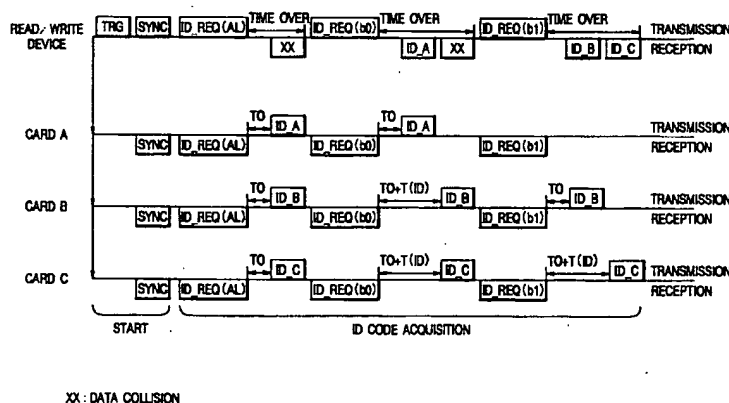 READ/WRITE DEVICE TRG SYNC ID_REQ(AL) TIME OVER ID_REQ(b0) TIME OVER ID_REQ(b1) TIME OVER TRANSMISSION
XX ID_A XX ID_B ID_C RECEPTION
TO ID_A TO ID_A TRANSMISSION
CARD A
SYNC ID_REQ(AL) ID_REQ(b0) ID_REQ(b1) RECEPTION
TO ID_B TO+T(ID) ID_B TO ID_B TRANSMISSION
CARD B
SYNC ID_REQ(AL) ID_REQ(b0) ID_REQ(b1) RECEPTION
TO ID_C TO+T(ID) ID_C TO+T(ID) ID_C TRANSMISSION
CARD C
SYNC ID_REQ(AL) ID_REQ(b0) ID_REQ(b1) RECEPTION
START ID CODE ACQUISITION
XX : DATA COLLISION